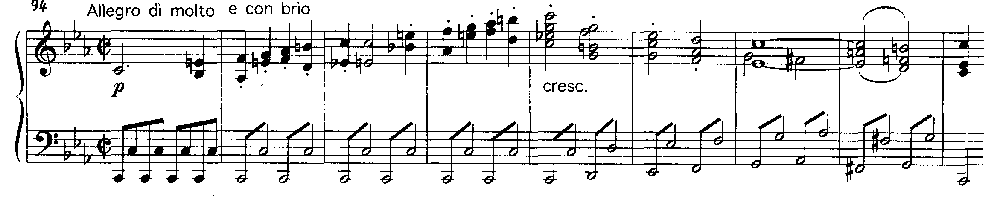 94
Allegro di molto e con brio
p
cresc.